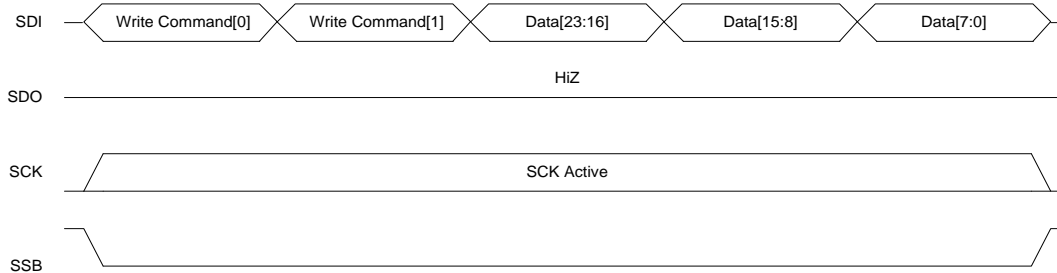 SDI Write Command[0] Write Command[1] Data[23:16] Data[15:8] Data[7:0]
HiZ
SDO
SCK SCK Active
SSB